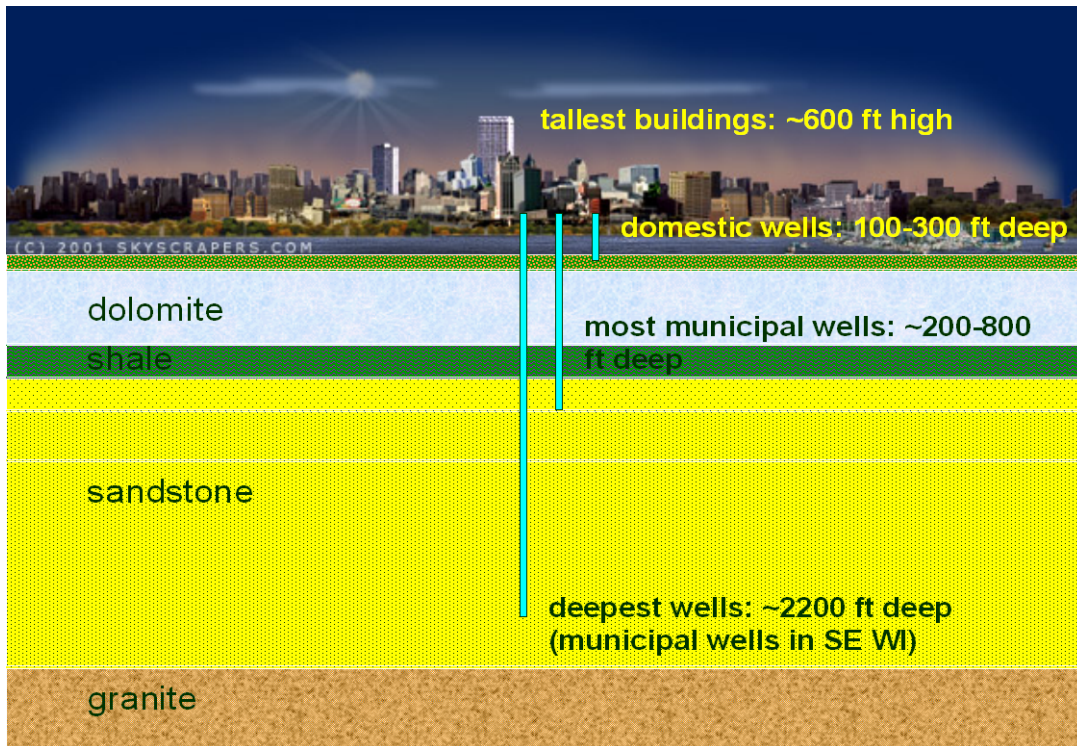 tallest buildings: ~600 ft high
domestic wells: 100-300 ft deep
(C) 2001 SKYSCRAPERS.COM
dolomite
most municipal wells: ~200-800
ft deep
shale
sandstone
deepest wells: ~2200 ft deep
(municipal wells in SE WI)
granite